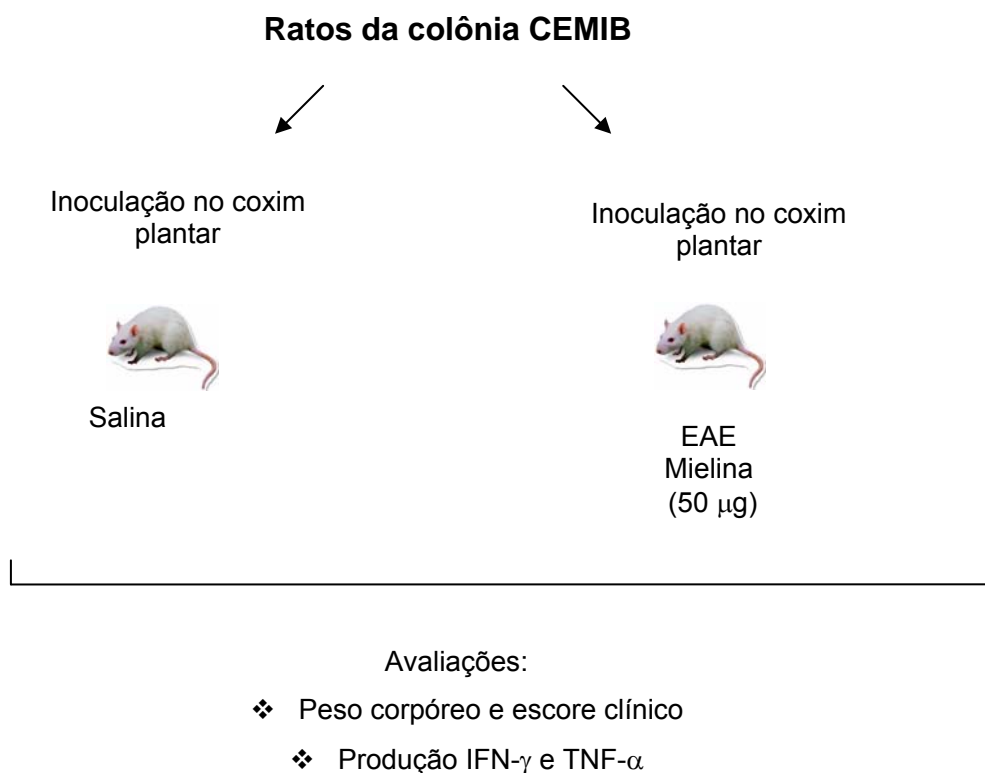 Ratos da colônia CEMIB
Inoculação no coxim
plantar
Salina
Inoculação no coxim
plantar
EAE
Mielina
(50 μg)
Avaliações:
❖ Peso corpóreo e escore clínico
❖ Produção IFN-γ e TNF-α